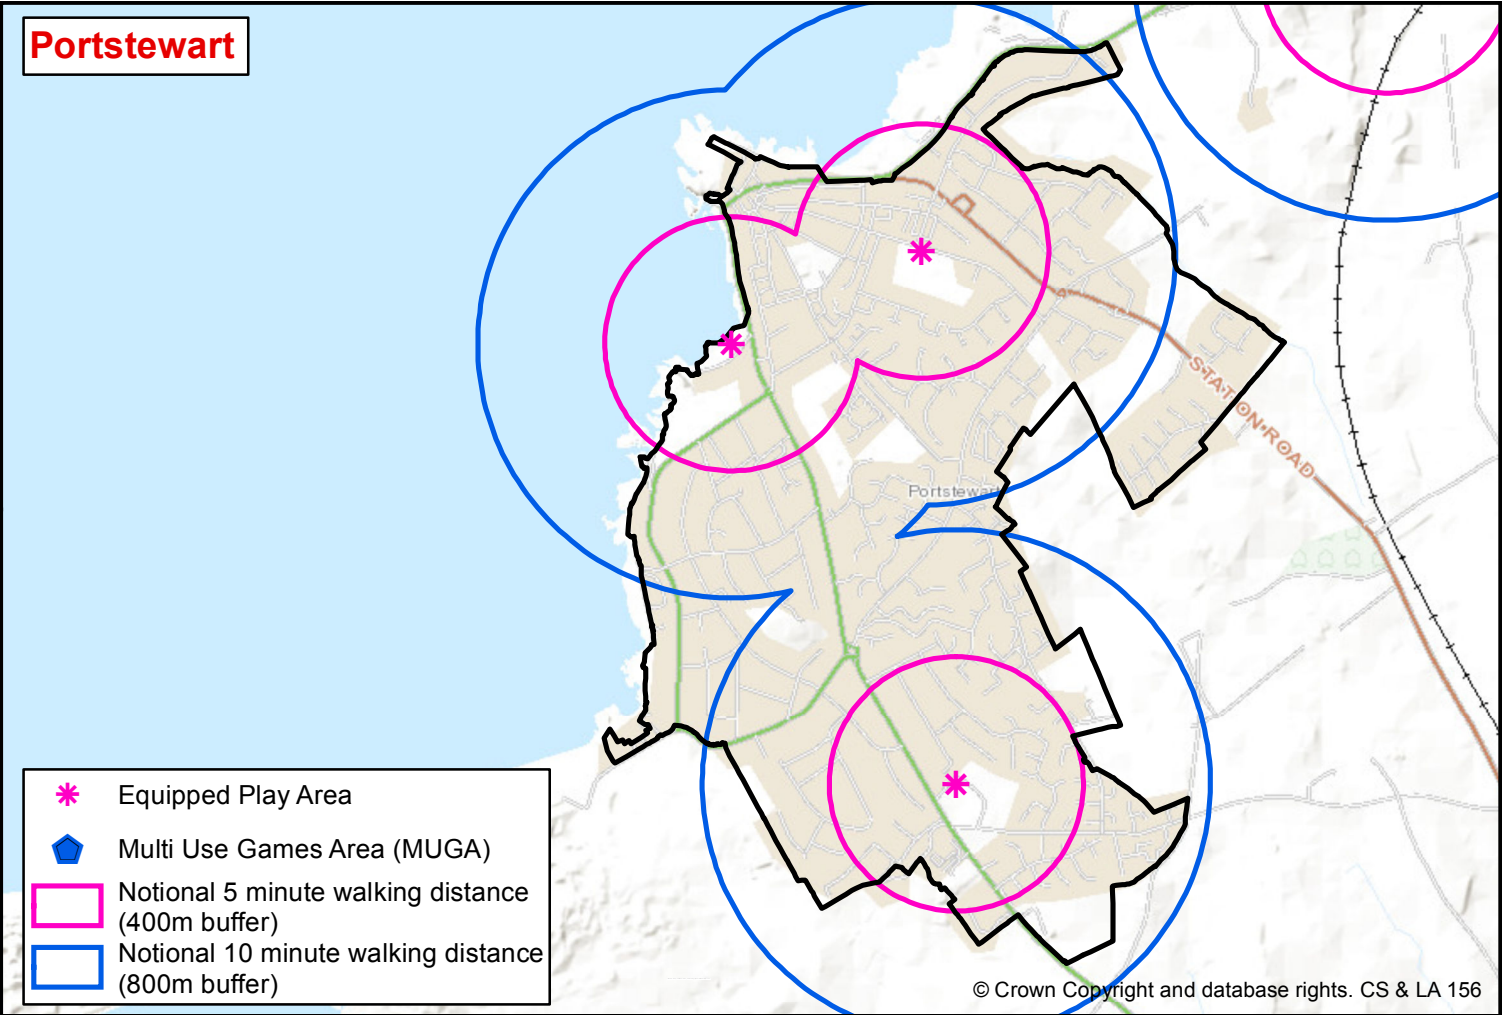 Portstewart
STATION ROAD
Portstewart
Equipped Play Area
Multi Use Games Area (MUGA)
Notional 5 minute walking distance
(400m buffer)
Notional 10 minute walking distance
(800m buffer)
© Crown Copyright and database rights. CS & LA 156